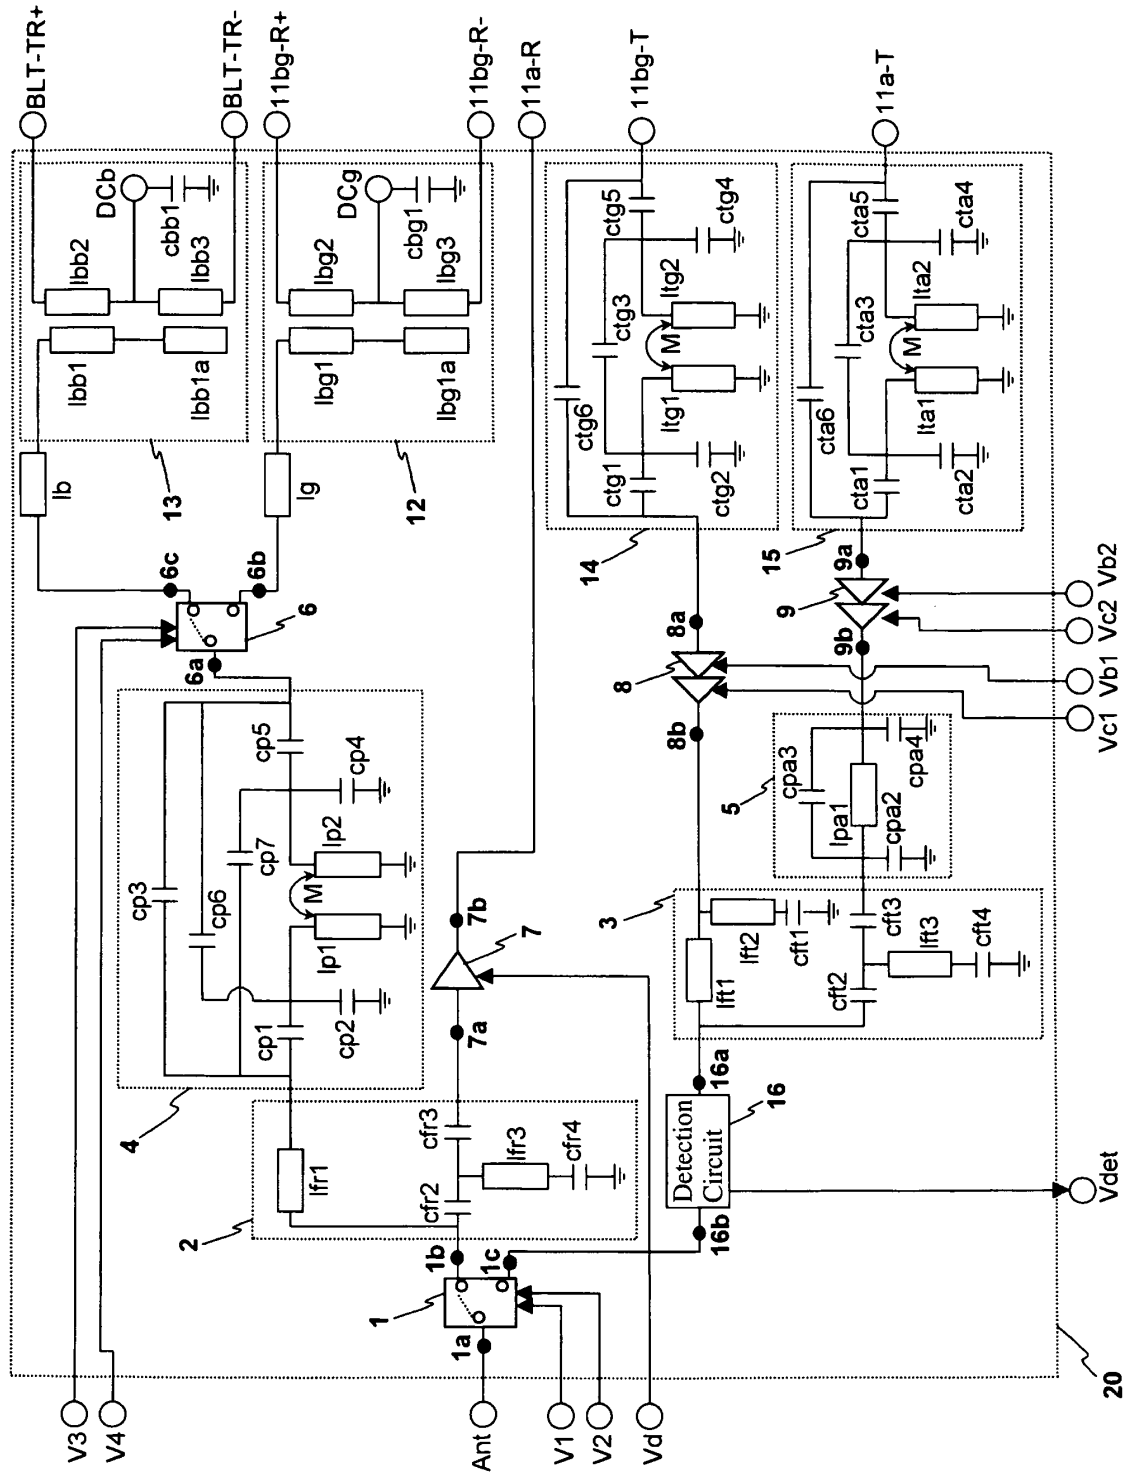 V3
V4
Ant
V1
V2
Vd
20
1
1a
1b
1c
2
lfr1
cfr2
cfr3
lfr3
cfr4
4
cp3
cp6
cp7
cp1
cp2
lp1
M
lp2
cp4
cp5
6a
6
6c
6b
lb
lg
13
lbb1
lbb1a
lbb2
lbb3
DCb
cbb1
BLT-TR+
BLT-TR-
12
lbg1
lbg1a
lbg2
lbg3
DCg
cbg1
11bg-R+
11bg-R-
11a-R
7a
7
7b
16b
Detection
Circuit
16
16a
Vdet
3
lft1
lft2
cft1
cft2
cft3
lft3
cft4
5
cpa3
lpa1
cpa2
cpa4
8b
8
8a
9b
9
9a
Vc1
Vb1
Vc2
Vb2
14
ctg6
ctg3
ctg1
ctg2
ltg1
M
ltg2
ctg5
ctg4
11bg-T
15
cta6
cta3
cta1
cta2
lta1
M
lta2
cta5
cta4
11a-T